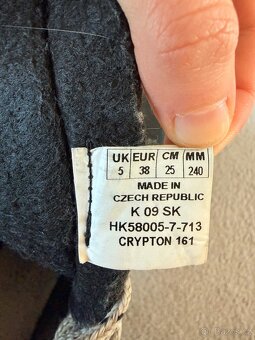 UK EUR CM MM
5 38 25 240
MADE IN
CZECH REPUBLIC
K 09 SK
HK58005-7-713
CRYPTON 161